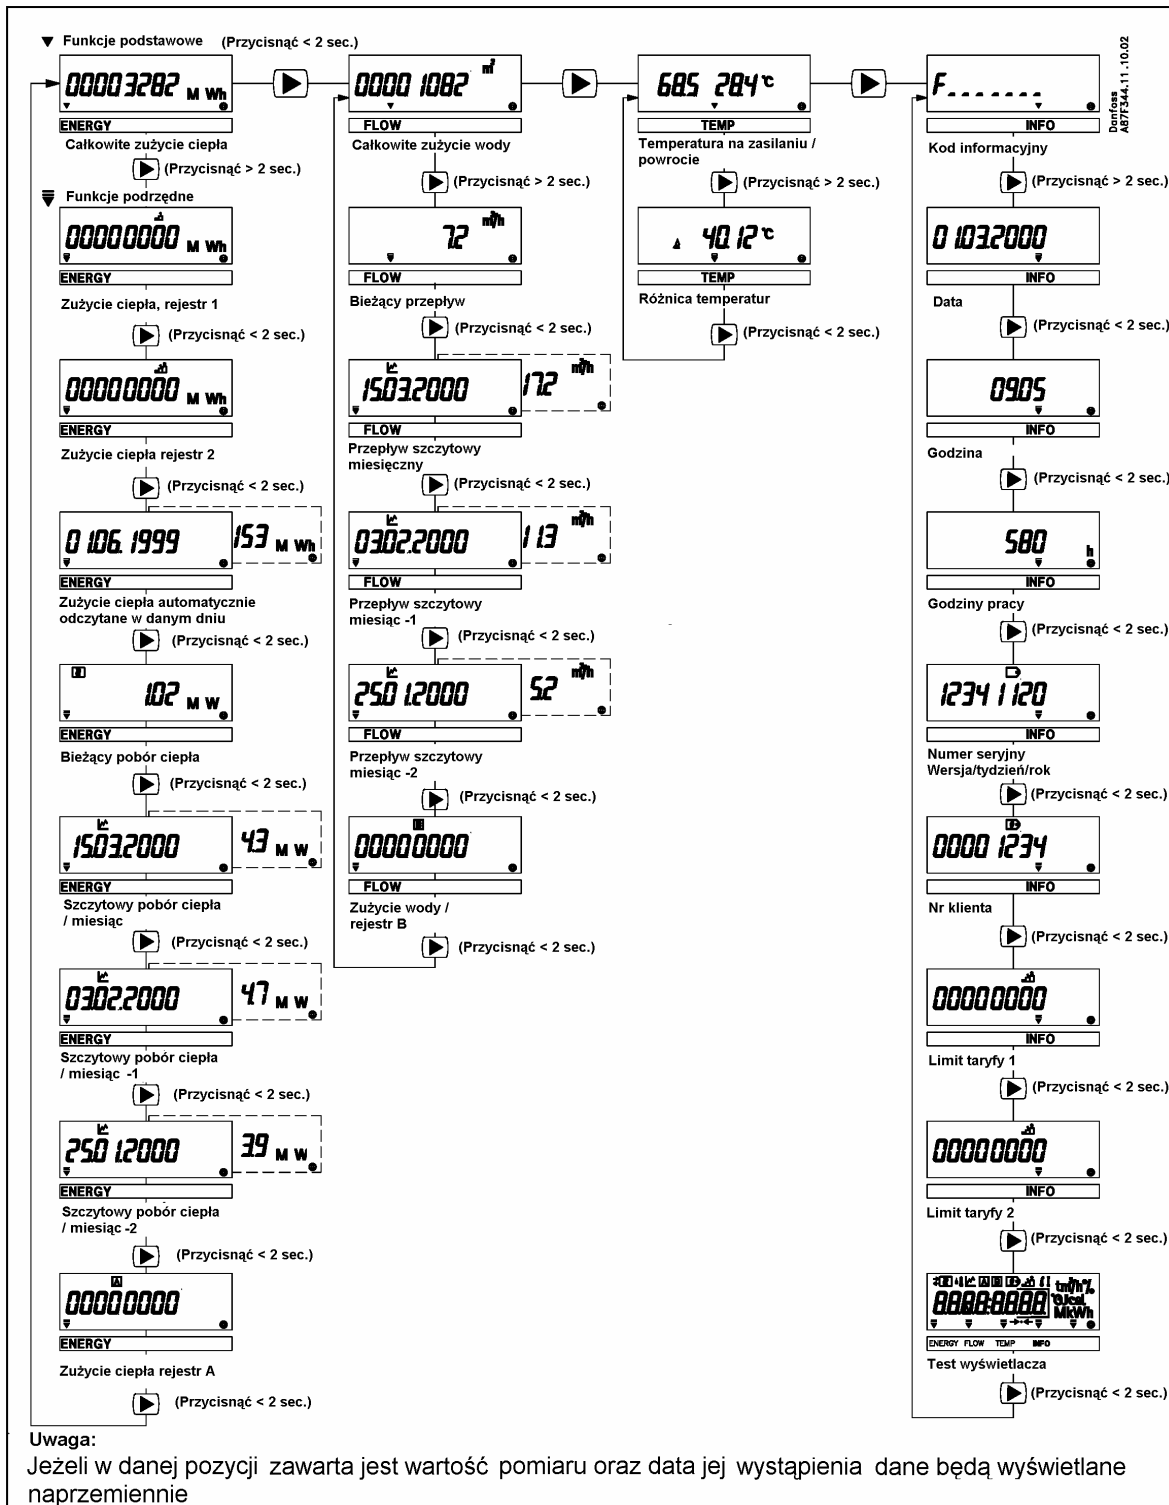 ▼ Funkcje podstawowe (Przycisnąć < 2 sec.)
00003282 M Wh
ENERGY
Całkowite zużycie ciepła
(Przycisnąć > 2 sec.)
Funkcje podrzędne
00000000 M Wh
ENERGY
Zużycie ciepła, rejestr 1
(Przycisnąć < 2 sec.)
00000000 M Wh
ENERGY
Zużycie ciepła rejestr 2
(Przycisnąć < 2 sec.)
01.06.1999
153 M Wh
ENERGY
Zużycie ciepła automatycznie
odczytane w danym dniu
(Przycisnąć < 2 sec.)
1.02 M W
ENERGY
Bieżący pobór ciepła
(Przycisnąć < 2 sec.)
15.03.2000
4.3 M W
ENERGY
Szczytowy pobór ciepła
/ miesiąc
(Przycisnąć < 2 sec.)
03.02.2000
4.7 M W
ENERGY
Szczytowy pobór ciepła
/ miesiąc -1
(Przycisnąć < 2 sec.)
25.01.2000
3.9 M W
ENERGY
Szczytowy pobór ciepła
/ miesiąc -2
(Przycisnąć < 2 sec.)
A
00000000
ENERGY
Zużycie ciepła rejestr A
(Przycisnąć < 2 sec.)
00001082 m³
FLOW
Całkowite zużycie wody
(Przycisnąć > 2 sec.)
7.2 m³/h
FLOW
Bieżący przepływ
(Przycisnąć < 2 sec.)
15.03.2000
17.2 m³/h
FLOW
Przepływ szczytowy
miesięczny
(Przycisnąć < 2 sec.)
03.02.2000
11.3 m³/h
FLOW
Przepływ szczytowy
miesiąc -1
(Przycisnąć < 2 sec.)
25.01.2000
5.2 m³/h
FLOW
Przepływ szczytowy
miesiąc -2
(Przycisnąć < 2 sec.)
B
00000000
FLOW
Zużycie wody /
rejestr B
(Przycisnąć < 2 sec.)
68.5 28.4 °C
TEMP
Temperatura na zasilaniu /
powrocie
(Przycisnąć > 2 sec.)
40.12 °C
TEMP
Różnica temperatur
(Przycisnąć < 2 sec.)
F_______
INFO
Kod informacyjny
(Przycisnąć > 2 sec.)
01.03.2000
INFO
Data
(Przycisnąć < 2 sec.)
09.05
INFO
Godzina
(Przycisnąć < 2 sec.)
580 h
INFO
Godziny pracy
(Przycisnąć < 2 sec.)
12341120
INFO
Numer seryjny
Wersja/tydzień/rok
(Przycisnąć < 2 sec.)
00001234
INFO
Nr klienta
(Przycisnąć < 2 sec.)
00000000
INFO
Limit taryfy 1
(Przycisnąć < 2 sec.)
00000000
INFO
Limit taryfy 2
(Przycisnąć < 2 sec.)
8.8.8.8:8.8.8.8.
MkWh
ENERGY FLOW TEMP INFO
Test wyświetlacza
(Przycisnąć < 2 sec.)
Danfoss
A87F344.11.10.02
Uwaga:
Jeżeli w danej pozycji zawarta jest wartość pomiaru oraz data jej wystąpienia dane będą wyświetlane
naprzemiennie